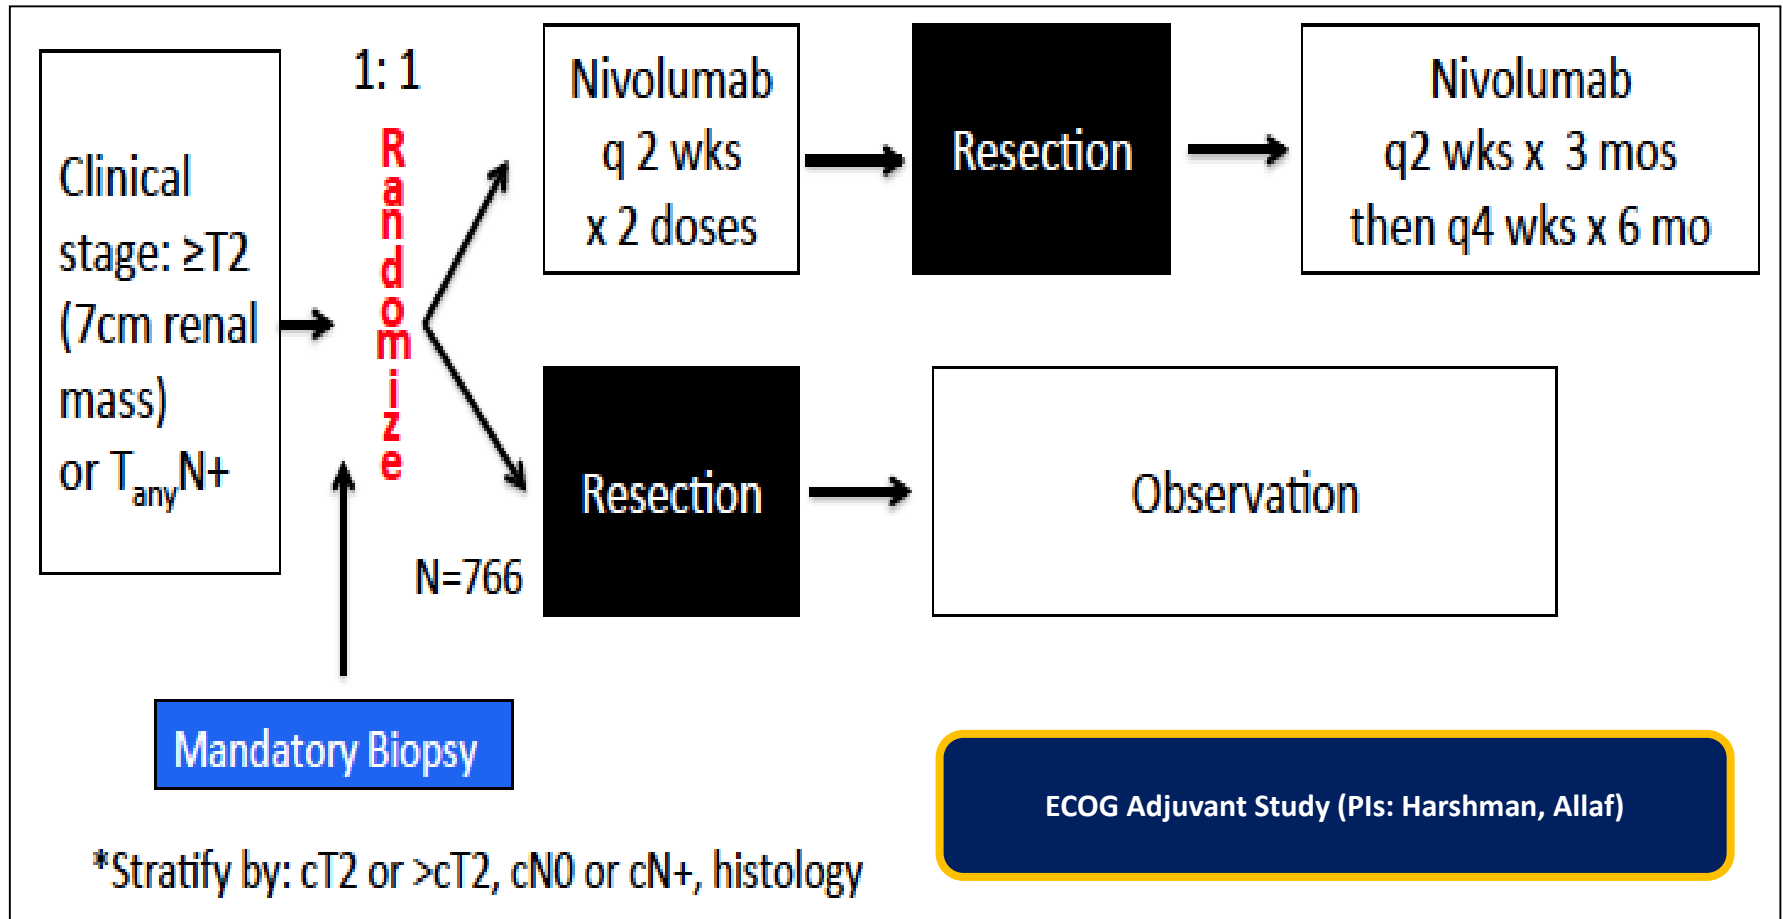 Clinical
stage: ≥T2
(7cm renal
mass)
or TanyN+
1: 1
Randomize
N=766
Mandatory Biopsy
Nivolumab
q 2 wks
x 2 doses
Resection
Nivolumab
q2 wks x 3 mos
then q4 wks x 6 mo
Resection
Observation
ECOG Adjuvant Study (PIs: Harshman, Allaf)
*Stratify by: cT2 or >cT2, cN0 or cN+, histology